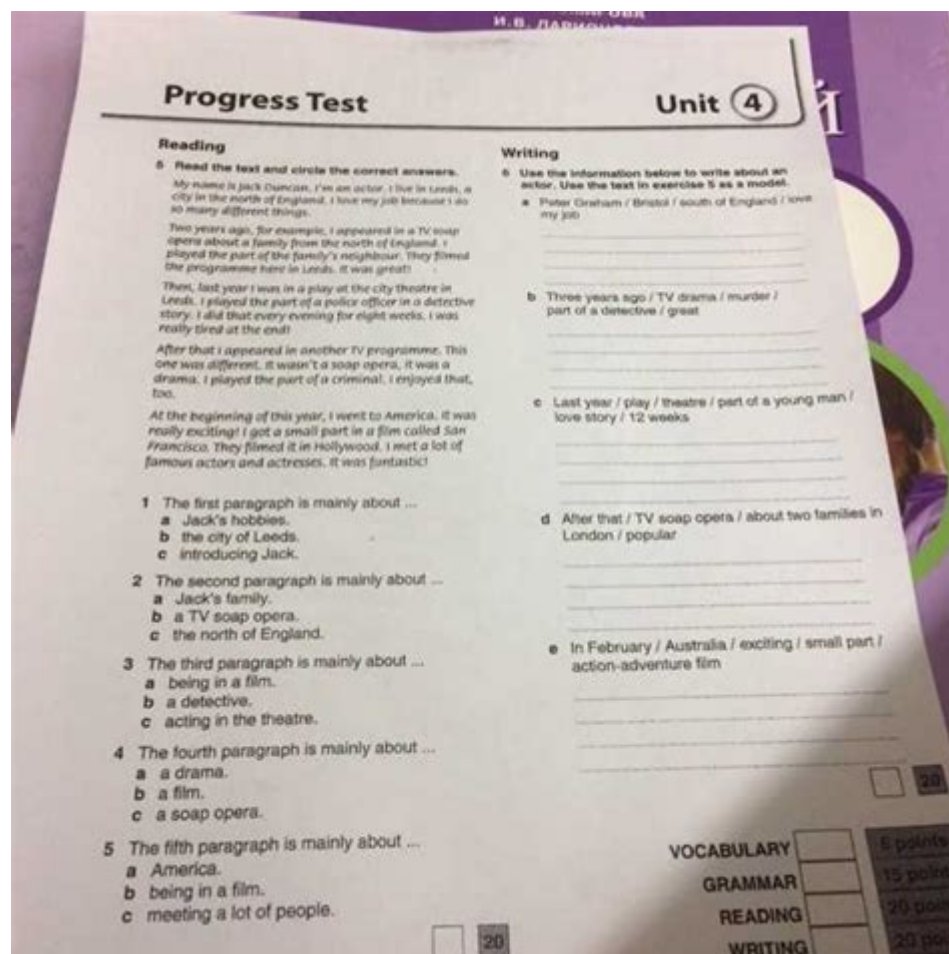 И.В. ЛАРИОНОВА
Й
Progress Test
Unit 4
Reading
5 Read the text and circle the correct answers.
My name is Jack Duncan. I'm an actor. I live in Leeds, a
city in the north of England. I love my job because I do
so many different things.
Two years ago, for example, I appeared in a TV soap
opera about a family from the north of England. I
played the part of the family's neighbour. They filmed
the programme here in Leeds. It was great!
Then, last year I was in a play at the city theatre in
Leeds. I played the part of a police officer in a detective
story. I did that every evening for eight weeks. I was
really tired at the end!
After that I appeared in another TV programme. This
one was different. It wasn't a soap opera, it was a
drama. I played the part of a criminal. I enjoyed that,
too.
At the beginning of this year, I went to America. It was
really exciting! I got a small part in a film called San
Francisco. They filmed it in Hollywood. I met a lot of
famous actors and actresses. It was fantastic!
1 The first paragraph is mainly about ...
a Jack's hobbies.
b the city of Leeds.
c introducing Jack.
2 The second paragraph is mainly about ...
a Jack's family.
b a TV soap opera.
c the north of England.
3 The third paragraph is mainly about ...
a being in a film.
b a detective.
c acting in the theatre.
4 The fourth paragraph is mainly about ...
a a drama.
b a film.
c a soap opera.
5 The fifth paragraph is mainly about ...
a America.
b being in a film.
c meeting a lot of people.
20
Writing
6 Use the information below to write about an
actor. Use the text in exercise 5 as a model.
a Peter Graham / Bristol / south of England / love
my job
b Three years ago / TV drama / murder /
part of a detective / great
c Last year / play / theatre / part of a young man /
love story / 12 weeks
d After that / TV soap opera / about two families in
London / popular
e In February / Australia / exciting / small part /
action-adventure film
20
VOCABULARY
GRAMMAR 15
READING 20
WRITING 20